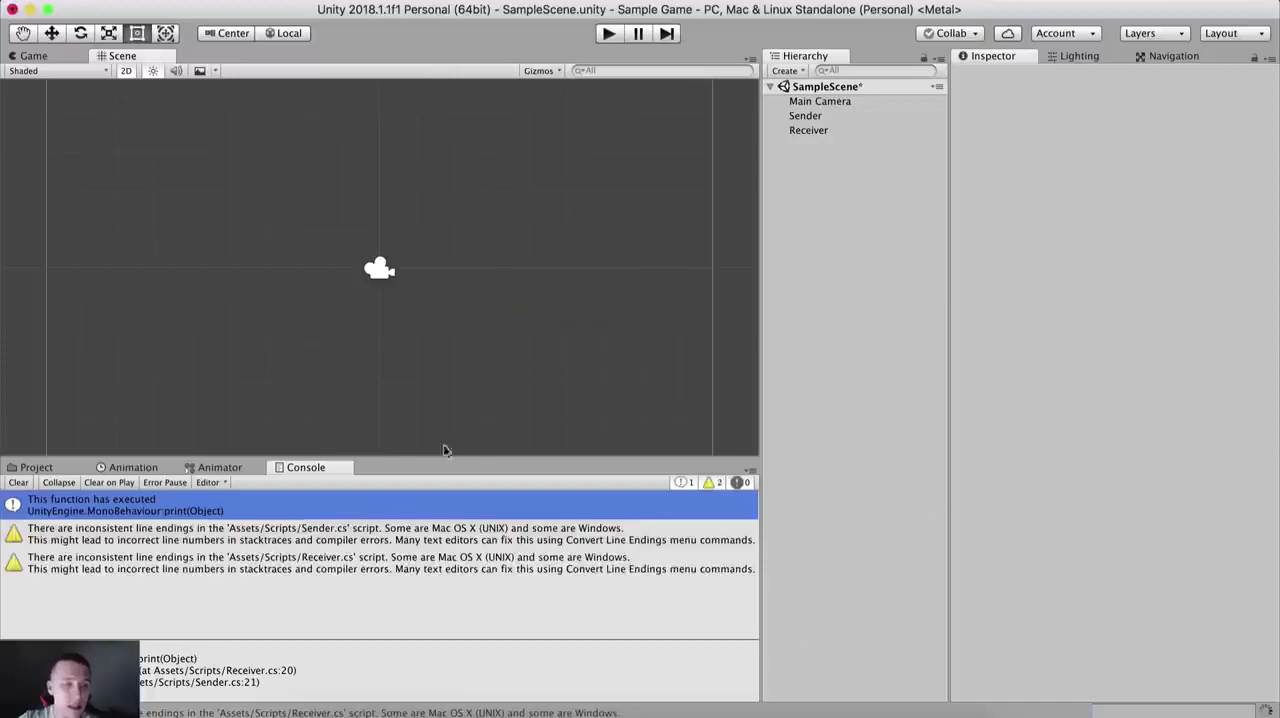 Unity 2018.1.1f1 Personal (64bit) - SampleScene.unity - Sample Game - PC, Mac & Linux Standalone (Personal) <Metal>
Center Local Collab Account Layers Layout
Game Scene Hierarchy Inspector Lighting Navigation
Shaded 2D Gizmos All Create All
SampleScene*
Main Camera
Sender
Receiver
Project Animation Animator Console
Clear Collapse Clear on Play Error Pause Editor 1 2 0
This function has executed
UnityEngine.MonoBehaviour:print(Object)
There are inconsistent line endings in the 'Assets/Scripts/Sender.cs' script. Some are Mac OS X (UNIX) and some are Windows.
This might lead to incorrect line numbers in stacktraces and compiler errors. Many text editors can fix this using Convert Line Endings menu commands.
There are inconsistent line endings in the 'Assets/Scripts/Receiver.cs' script. Some are Mac OS X (UNIX) and some are Windows.
This might lead to incorrect line numbers in stacktraces and compiler errors. Many text editors can fix this using Convert Line Endings menu commands.
print(Object)
(at Assets/Scripts/Receiver.cs:20)
ets/Scripts/Sender.cs:21)
e endings in the 'Assets/Scripts/Receiver.cs' script. Some are Mac OS X (UNIX) and some are Windows.